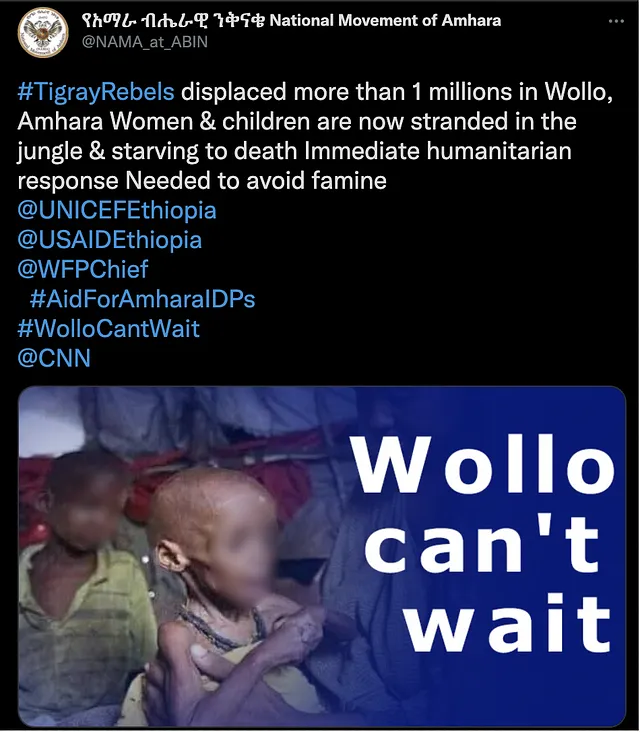 የአማራ ብሔራዊ ንቅናቄ National Movement of Amhara
@NAMA_at_ABIN
#TigrayRebels displaced more than 1 millions in Wollo,
Amhara Women & children are now stranded in the
jungle & starving to death Immediate humanitarian
response Needed to avoid famine
@UNICEFEthiopia
@USAIDEthiopia
@WFPChief
#AidForAmharaIDPs
#WolloCantWait
@CNN
Wollo
can't
wait